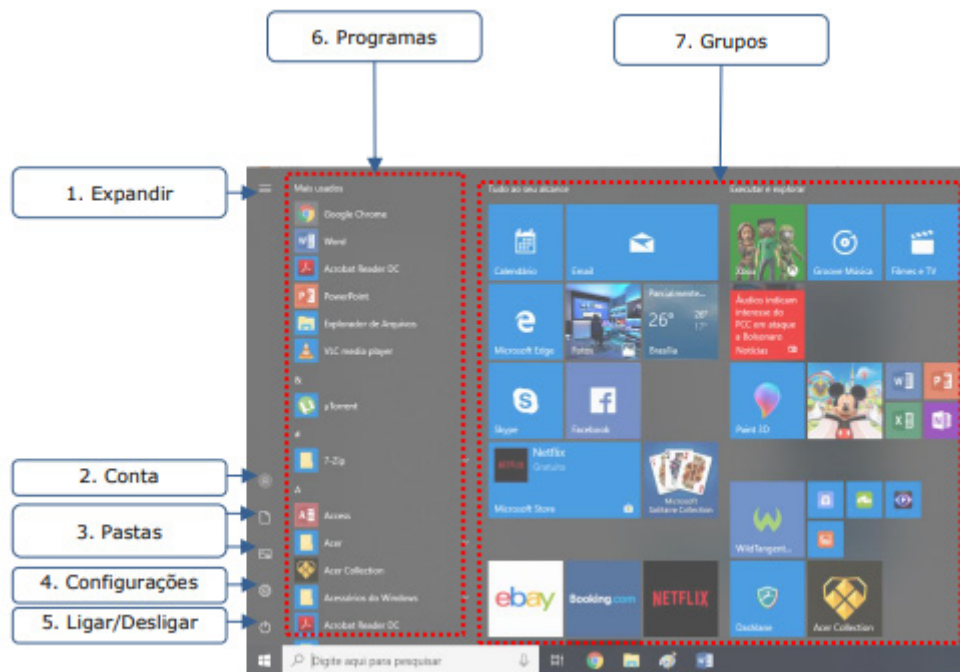 6. Programas
7. Grupos
1. Expandir
2. Conta
3. Pastas
4. Configurações
5. Ligar/Desligar
Mais usados
Google Chrome
Word
Acrobat Reader DC
PowerPoint
Explorador de Arquivos
VLC media player
&
µTorrent
#
7-Zip
A
Access
Acer
Acer Collection
Acessórios do Windows
Acrobat Reader DC
Digite aqui para pesquisar
Tudo ao seu alcance
Calendário
Email
Microsoft Edge
Fotos
Parcialmente...
26°
26°
17°
Brasília
Skype
Facebook
NETFLIX
Netflix
Gratuito
Microsoft Store
Microsoft
Solitaire Collection
ebay
Booking.com
NETFLIX
Executar e explorar
Xbox
Groove Música
Filmes e TV
Áudios indicam
interesse do
PCC em ataque
a Bolsonaro
Notícias
Paint 3D
WildTangent...
Dashlane
Acer Collection